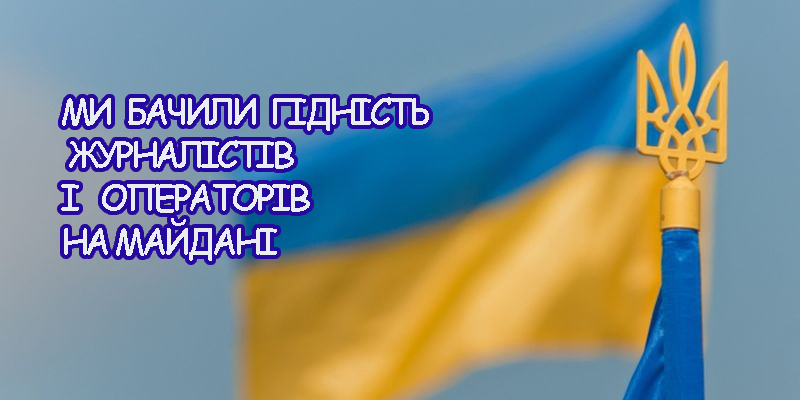 МИ БАЧИЛИ ГІДНІСТЬ
ЖУРНАЛІСТІВ
І ОПЕРАТОРІВ
НА МАЙДАНІ